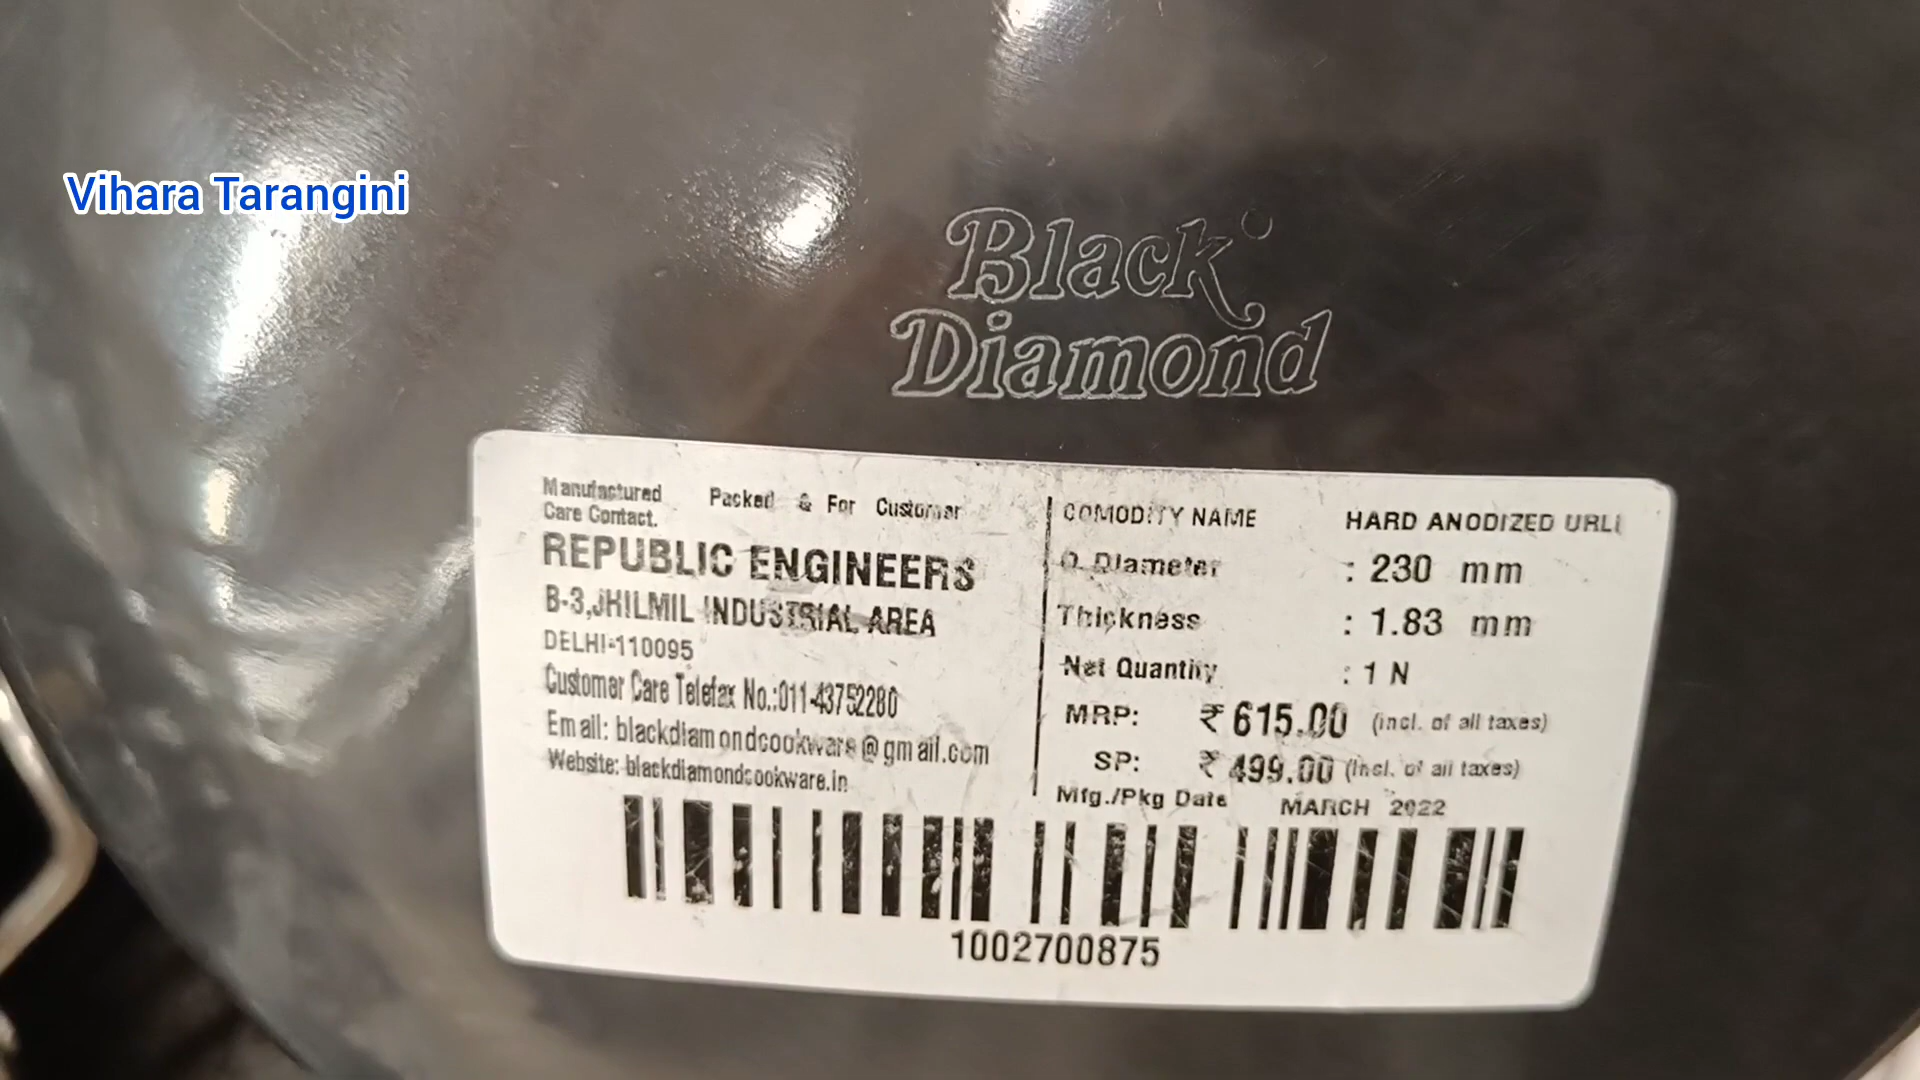 Vihara Tarangini
Black
Diamond
Manufactured Packed & For Customer
Care Contact.
REPUBLIC ENGINEERS
B-3,JHILMIL INDUSTRIAL AREA
DELHI-110095
Customer Care Telefax No.:011-43752280
Email: blackdiamondcookware@gmail.com
Website: blackdiamondcookware.in
COMODITY NAME HARD ANODIZED URLI
O. Diameter : 230 mm
Thickness : 1.83 mm
Net Quantity : 1 N
MRP: ₹ 615.00 (incl. of all taxes)
SP: ₹ 499.00 (incl. of all taxes)
Mfg./Pkg Date MARCH 2022
1002700875